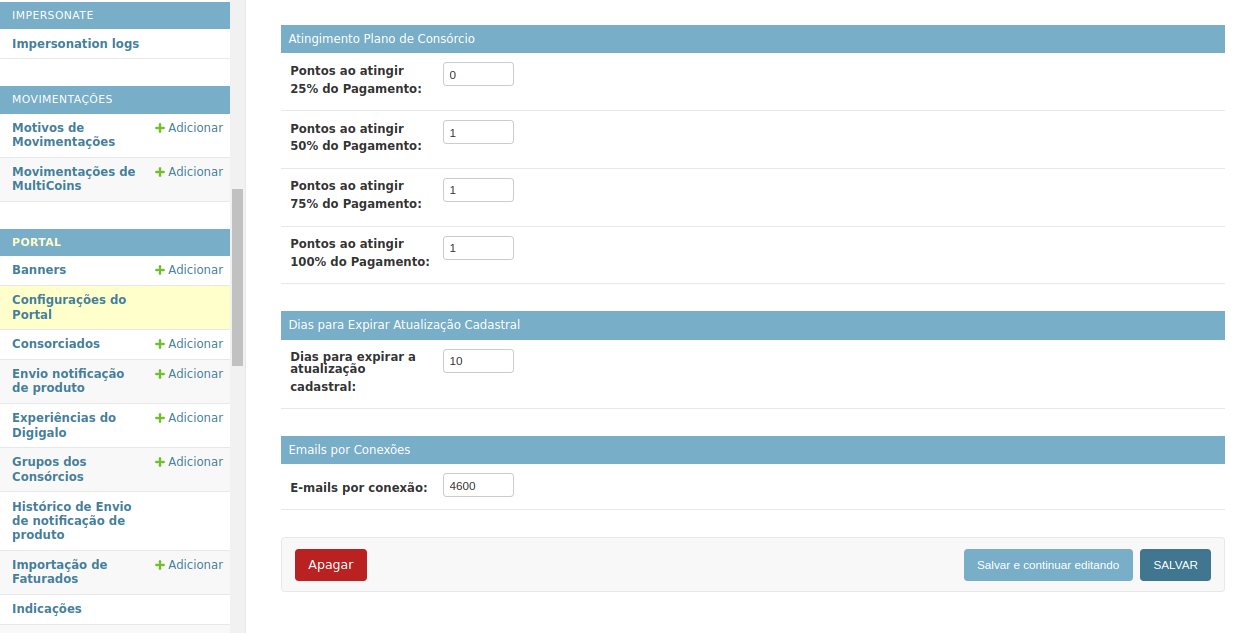 IMPERSONATE
Impersonation logs
MOVIMENTAÇÕES
Motivos de
Movimentações
Adicionar
Movimentações de
MultiCoins
Adicionar
PORTAL
Banners
Adicionar
Configurações do
Portal
Consorciados
Adicionar
Envio notificação
de produto
Adicionar
Experiências do
Digigalo
Adicionar
Grupos dos
Consórcios
Adicionar
Histórico de Envio
de notificação de
produto
Importação de
Faturados
Adicionar
Indicações
Atingimento Plano de Consórcio
Pontos ao atingir
25% do Pagamento:
0
Pontos ao atingir
50% do Pagamento:
1
Pontos ao atingir
75% do Pagamento:
1
Pontos ao atingir
100% do Pagamento:
1
Dias para Expirar Atualização Cadastral
Dias para expirar a
atualização
cadastral:
10
Emails por Conexões
E-mails por conexão:
4600
Apagar
Salvar e continuar editando
SALVAR